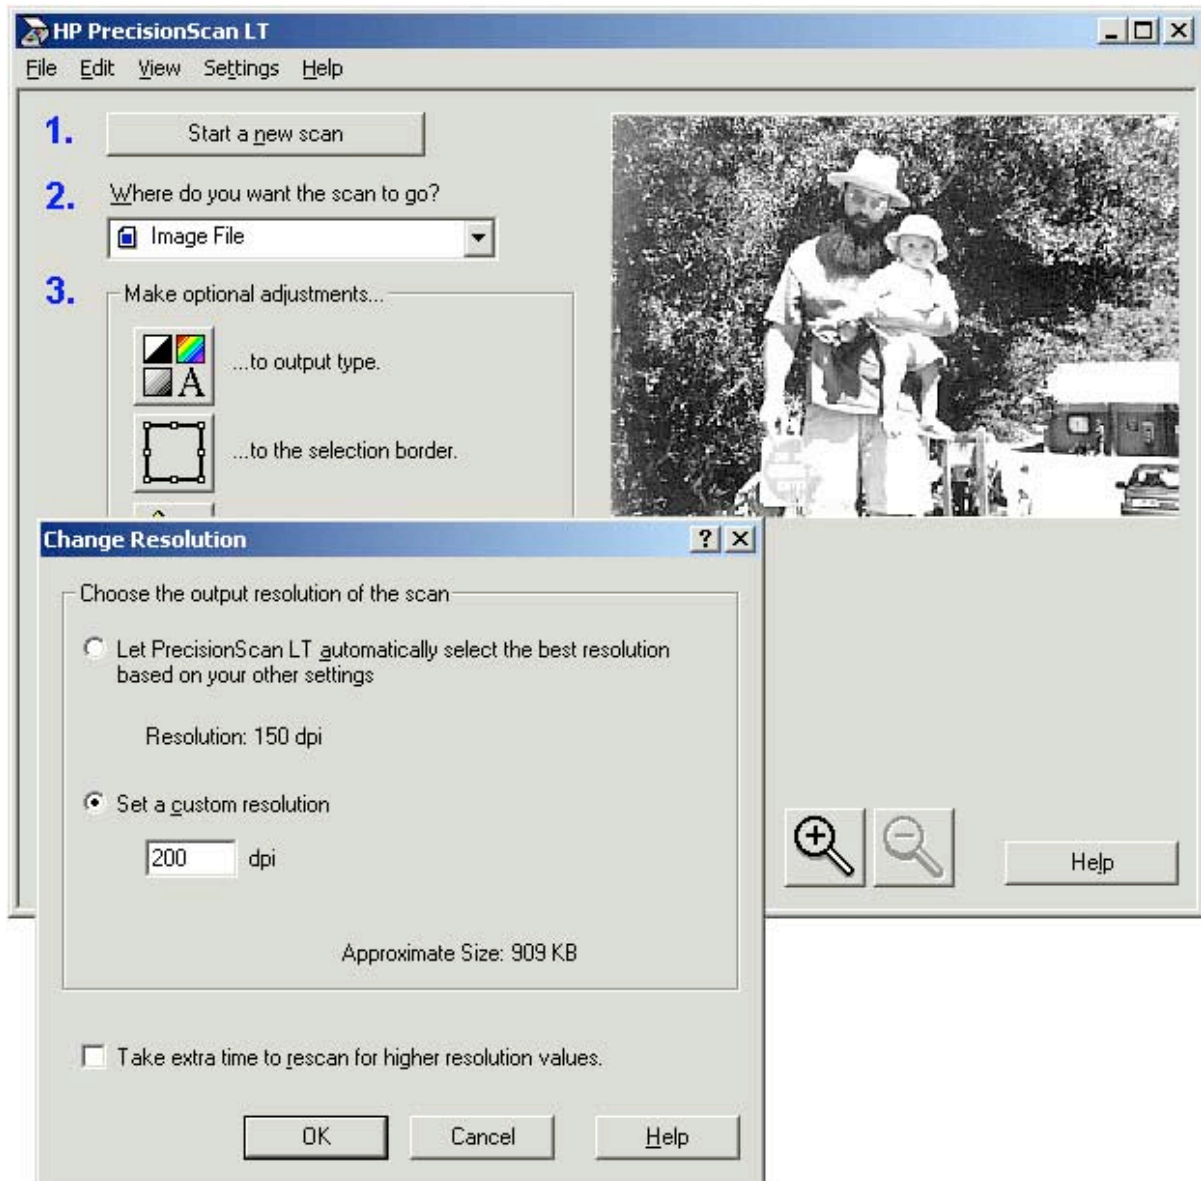 HP PrecisionScan LT
File Edit View Settings Help
1. Start a new scan
2. Where do you want the scan to go?
Image File
3. Make optional adjustments...
A ...to output type.
...to the selection border.
Change Resolution
Choose the output resolution of the scan
Let PrecisionScan LT automatically select the best resolution
based on your other settings
Resolution: 150 dpi
Set a custom resolution
200 dpi
Approximate Size: 909 KB
Take extra time to rescan for higher resolution values.
OK Cancel Help
Help